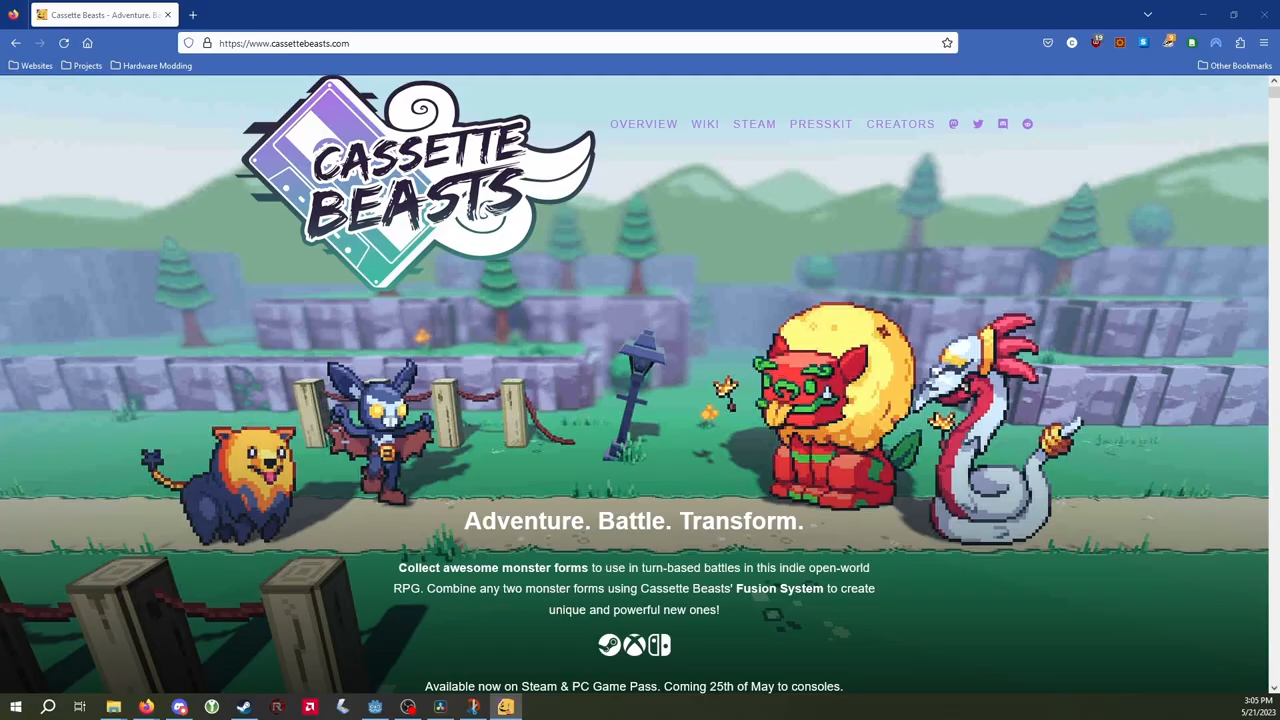 Cassette Beasts - Adventure. Ba
https://www.cassettebeasts.com
19
Websites
Projects
Hardware Modding
Other Bookmarks
CASSETTE
BEASTS
OVERVIEW
WIKI
STEAM
PRESSKIT
CREATORS
Adventure. Battle. Transform.
Collect awesome monster forms to use in turn-based battles in this indie open-world
RPG. Combine any two monster forms using Cassette Beasts' Fusion System to create
unique and powerful new ones!
Available now on Steam & PC Game Pass. Coming 25th of May to consoles.
3:05 PM
5/21/2023